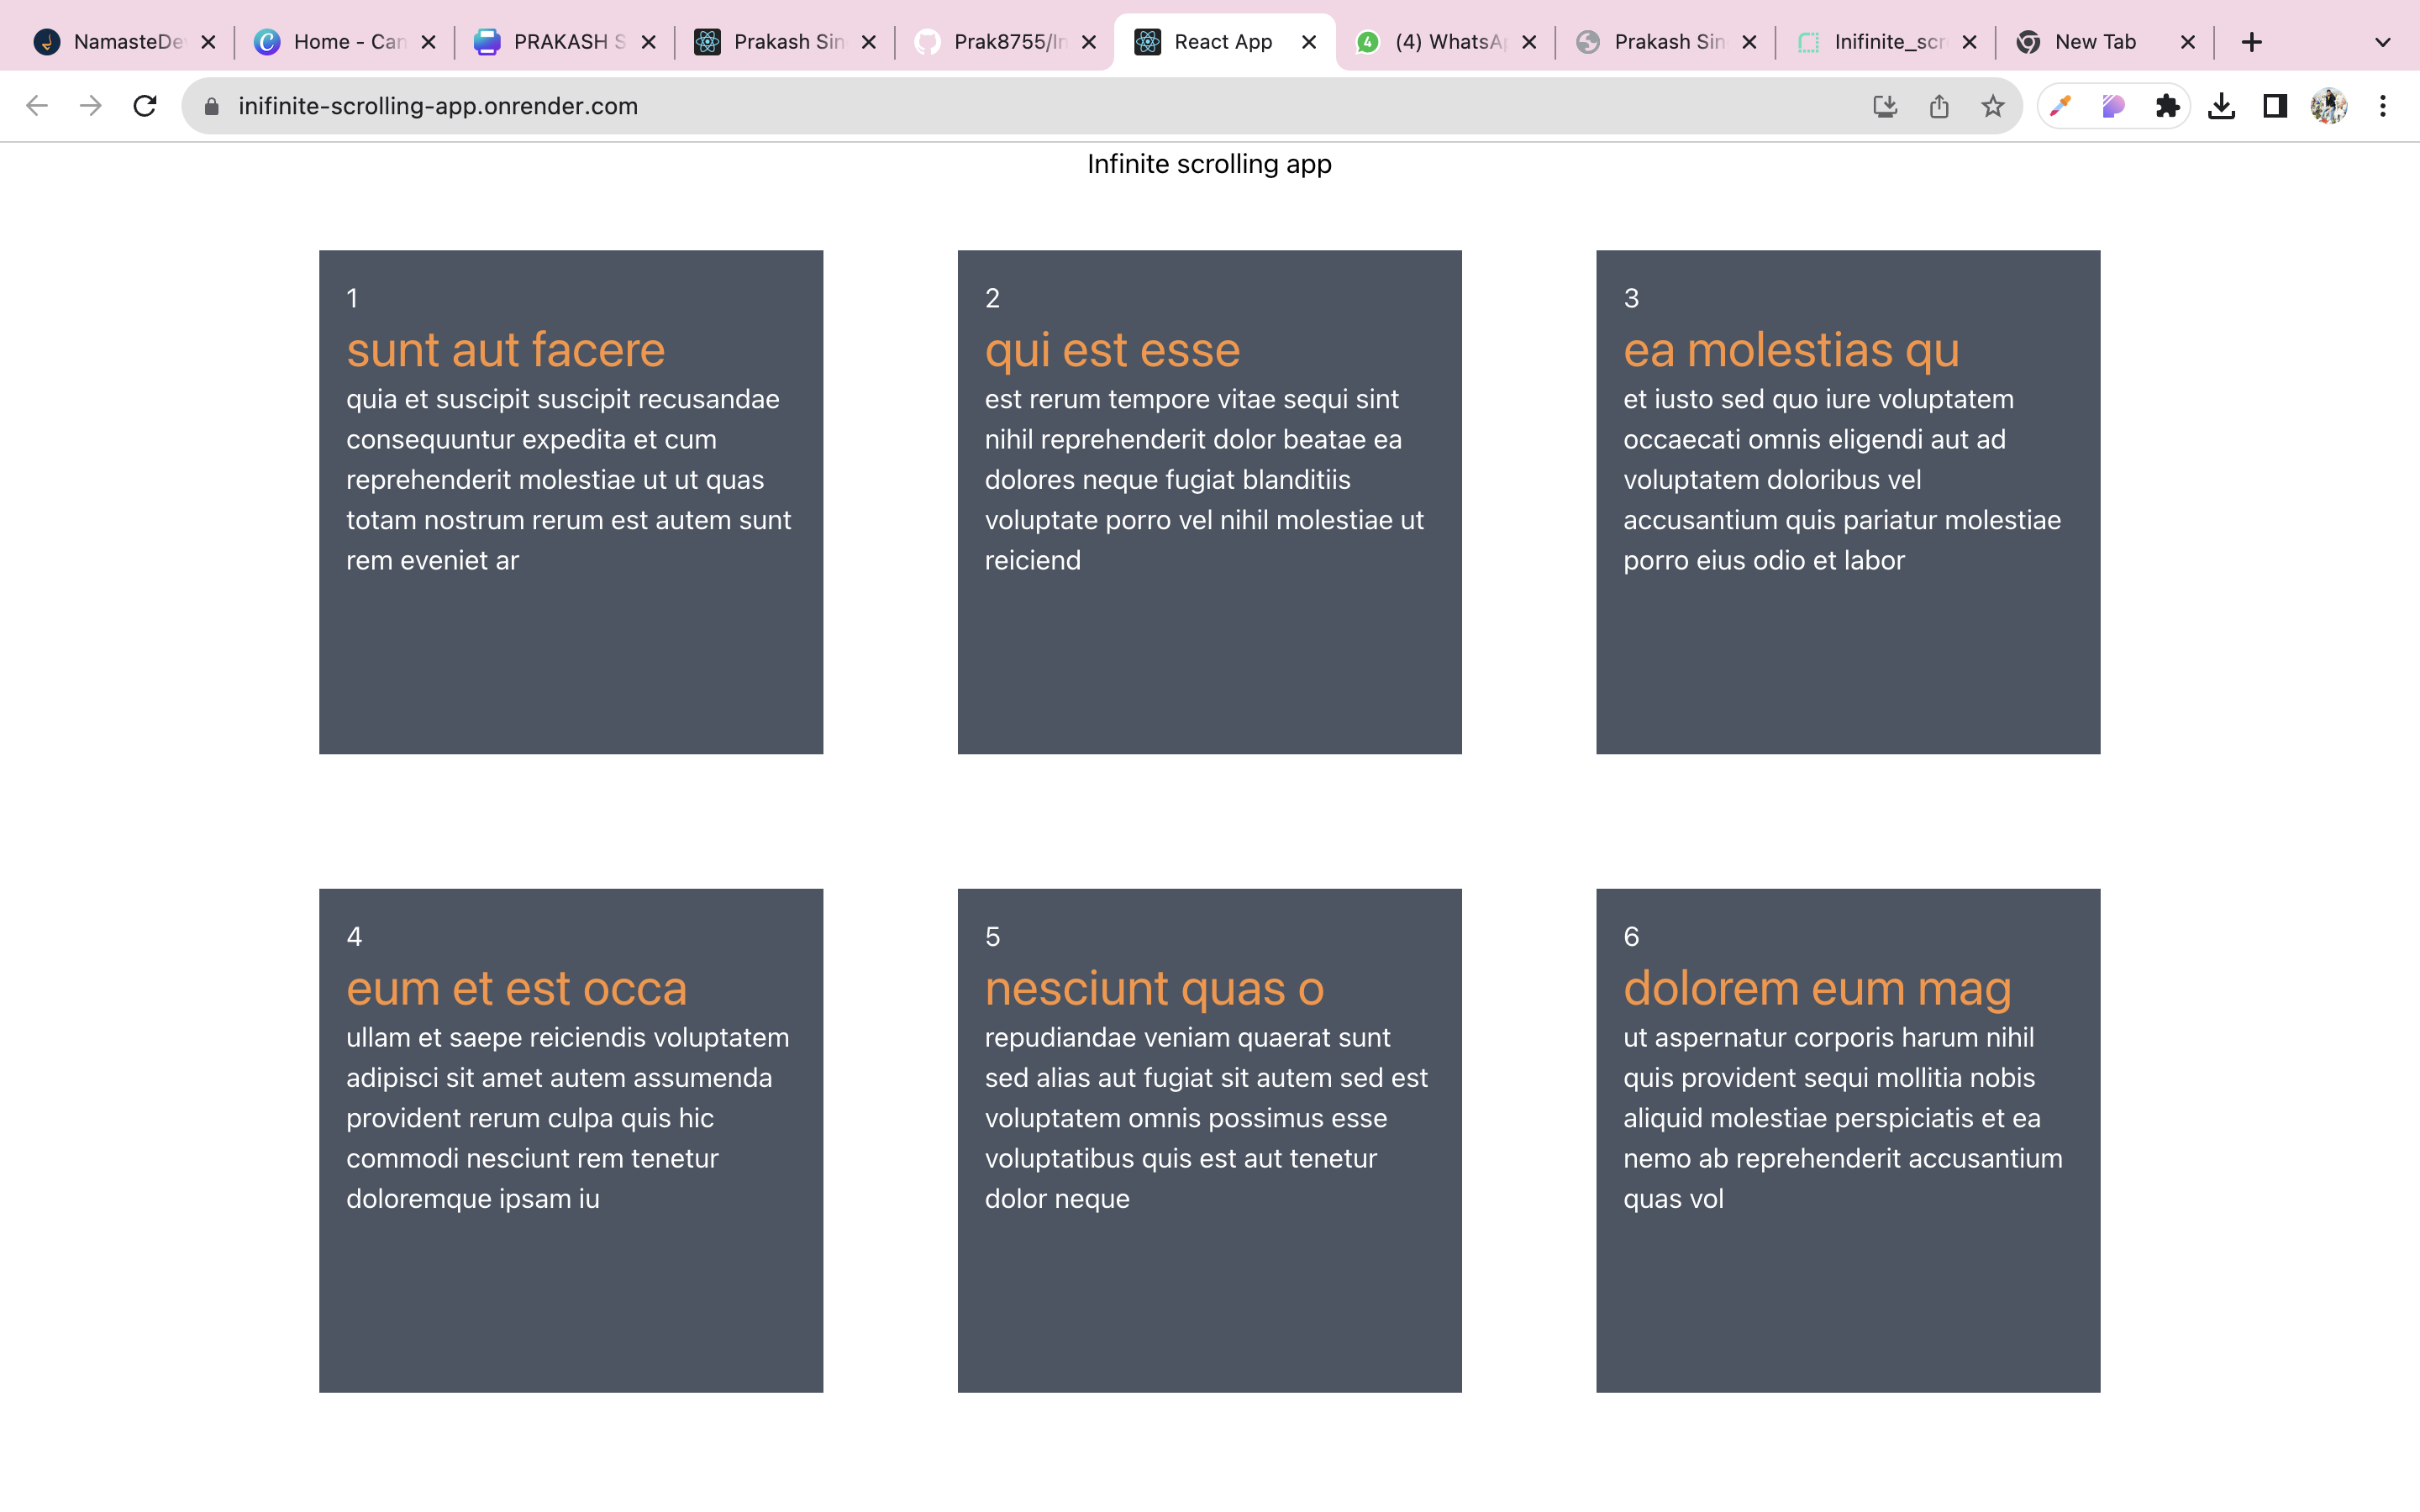 NamasteDe
Home - Can
PRAKASH S
Prakash Sin
Prak8755/In
React App
4
(4) WhatsAp
Prakash Sin
Inifinite_scr
New Tab
inifinite-scrolling-app.onrender.com
Infinite scrolling app
1
sunt aut facere
quia et suscipit suscipit recusandae
consequuntur expedita et cum
reprehenderit molestiae ut ut quas
totam nostrum rerum est autem sunt
rem eveniet ar
2
qui est esse
est rerum tempore vitae sequi sint
nihil reprehenderit dolor beatae ea
dolores neque fugiat blanditiis
voluptate porro vel nihil molestiae ut
reiciend
3
ea molestias qu
et iusto sed quo iure voluptatem
occaecati omnis eligendi aut ad
voluptatem doloribus vel
accusantium quis pariatur molestiae
porro eius odio et labor
4
eum et est occa
ullam et saepe reiciendis voluptatem
adipisci sit amet autem assumenda
provident rerum culpa quis hic
commodi nesciunt rem tenetur
doloremque ipsam iu
5
nesciunt quas o
repudiandae veniam quaerat sunt
sed alias aut fugiat sit autem sed est
voluptatem omnis possimus esse
voluptatibus quis est aut tenetur
dolor neque
6
dolorem eum mag
ut aspernatur corporis harum nihil
quis provident sequi mollitia nobis
aliquid molestiae perspiciatis et ea
nemo ab reprehenderit accusantium
quas vol